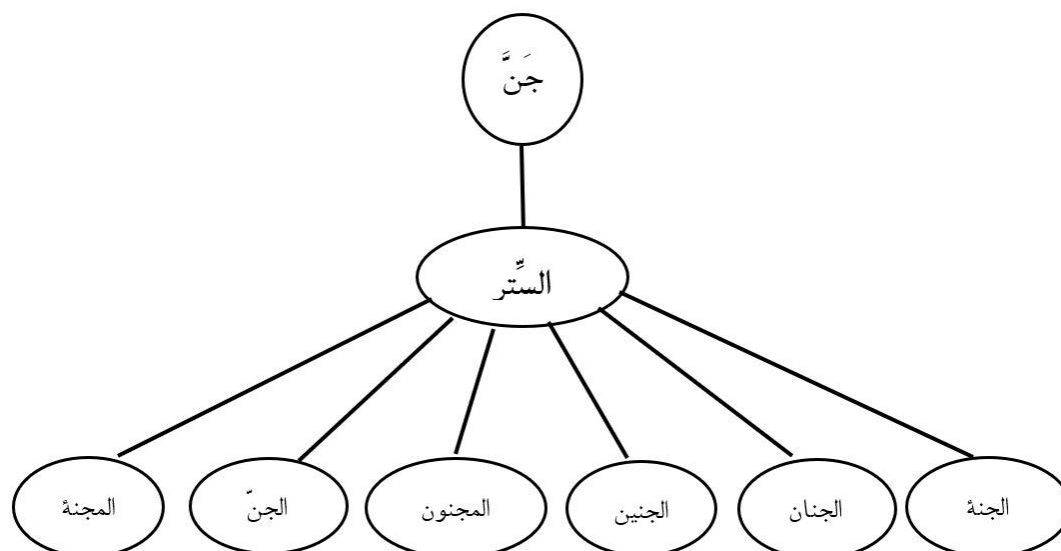 جَنَّ
السِّتر
الجنة
الجنان
الجنين
المجنون
الجنّ
المجنة